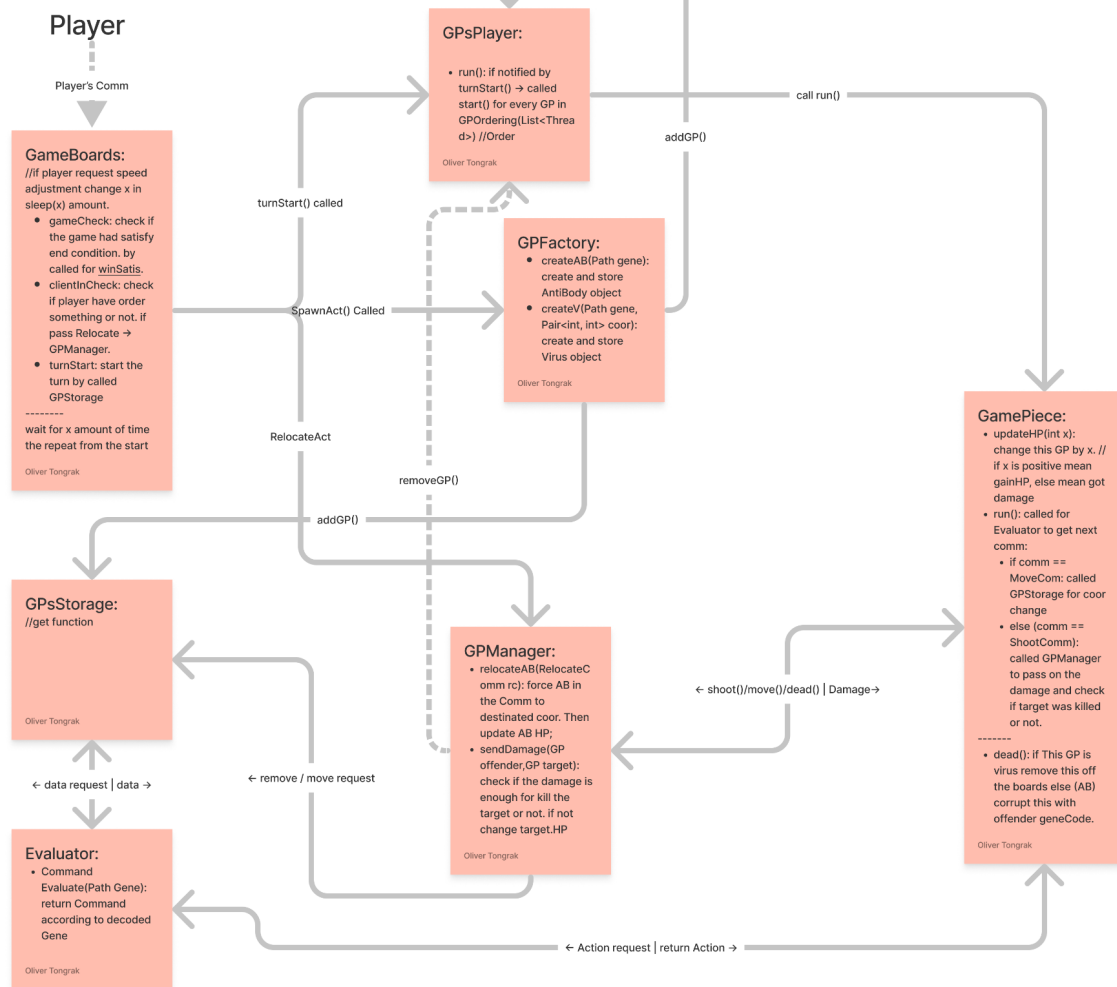 Player
Player's Comm
GameBoards:
//if player request speed
adjustment change x in
sleep(x) amount.
• gameCheck: check if
the game had satisfy
end condition. by
called for winSatis.
• clientInCheck: check
if player have order
something or not. if
pass Relocate →
GPManager.
• turnStart: start the
turn by called
GPStorage
--------
wait for x amount of time
the repeat from the start
Oliver Tongrak
GPsPlayer:
• run(): if notified by
turnStart() → called
start() for every GP in
GPOrdering(List<Threa
d>) //Order
Oliver Tongrak
call run()
addGP()
turnStart() called
GPFactory:
• createAB(Path gene):
create and store
AntiBody object
• createV(Path gene,
Pair<int, int> coor):
create and store
Virus object
Oliver Tongrak
SpawnAct() Called
RelocateAct
removeGP()
addGP()
GamePiece:
• updateHP(int x):
change this GP by x. //
if x is positive mean
gainHP, else mean got
damage
• run(): called for
Evaluator to get next
comm:
• if comm ==
MoveCom: called
GPStorage for coor
change
• else (comm ==
ShootComm):
called GPManager
to pass on the
damage and check
if target was killed
or not.
-------
• dead(): if This GP is
virus remove this off
the boards else (AB)
corrupt this with
offender geneCode.
Oliver Tongrak
GPsStorage:
//get function
Oliver Tongrak
GPManager:
• relocateAB(RelocateC
omm rc): force AB in
the Comm to
destinated coor. Then
update AB HP;
• sendDamage(GP
offender,GP target):
check if the damage is
enough for kill the
target or not. if not
change target.HP
Oliver Tongrak
← shoot()/move()/dead() | Damage→
← data request | data →
← remove / move request
Evaluator:
• Command
Evaluate(Path Gene):
return Command
according to decoded
Gene
Oliver Tongrak
← Action request | return Action →